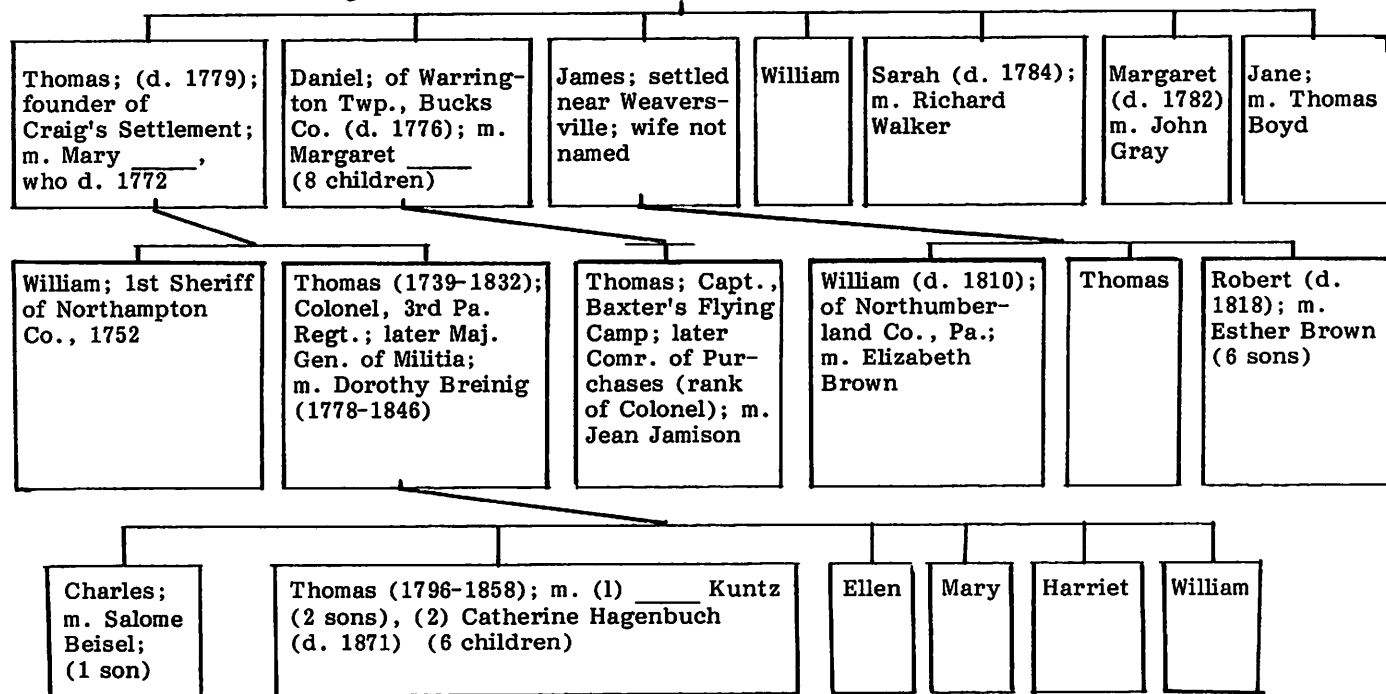 Thomas; (d. 1779);
founder of
Craig's Settlement;
m. Mary _____,
who d. 1772
Daniel; of Warring-
ton Twp., Bucks
Co. (d. 1776); m.
Margaret _____
(8 children)
James; settled
near Weavers-
ville; wife not
named
William
Sarah (d. 1784);
m. Richard
Walker
Margaret
(d. 1782)
m. John
Gray
Jane;
m. Thomas
Boyd
William; 1st Sheriff
of Northampton
Co., 1752
Thomas (1739-1832);
Colonel, 3rd Pa.
Regt.; later Maj.
Gen. of Militia;
m. Dorothy Breinig
(1778-1846)
Thomas; Capt.,
Baxter's Flying
Camp; later
Comr. of Pur-
chases (rank
of Colonel); m.
Jean Jamison
William (d. 1810);
of Northumber-
land Co., Pa.;
m. Elizabeth
Brown
Thomas
Robert (d.
1818); m.
Esther Brown
(6 sons)
Charles;
m. Salome
Beisel;
(1 son)
Thomas (1796-1858); m. (1) _____ Kuntz
(2 sons), (2) Catherine Hagenbuch
(d. 1871) (6 children)
Ellen
Mary
Harriet
William